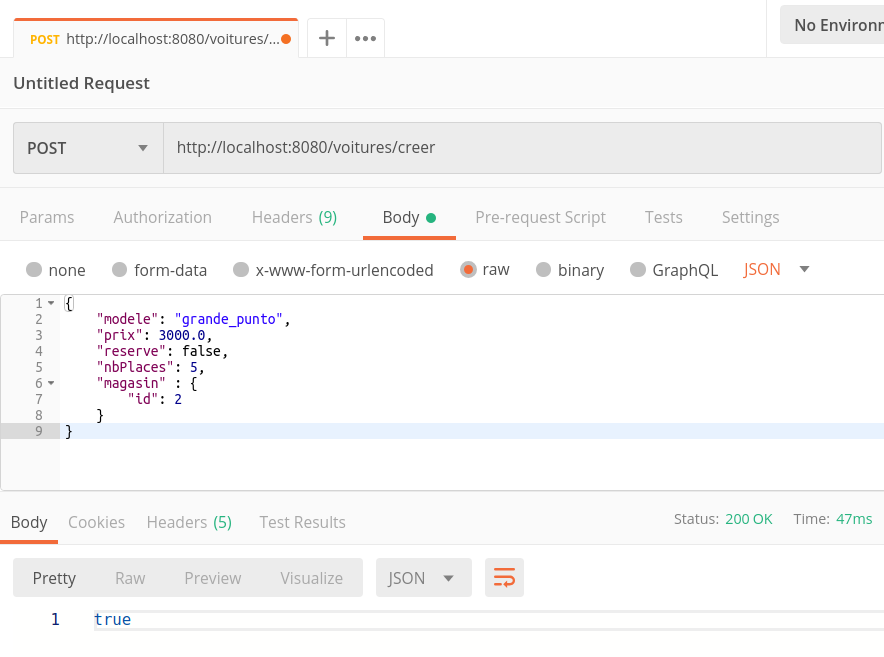 POST http://localhost:8080/voitures/...
No Environ
Untitled Request
POST http://localhost:8080/voitures/creer
Params Authorization Headers (9) Body Pre-request Script Tests Settings
none form-data x-www-form-urlencoded raw binary GraphQL JSON
1 {
2 "modele": "grande_punto",
3 "prix": 3000.0,
4 "reserve": false,
5 "nbPlaces": 5,
6 "magasin" : {
7 "id": 2
8 }
9 }
Body Cookies Headers (5) Test Results Status: 200 OK Time: 47ms
Pretty Raw Preview Visualize JSON
1 true